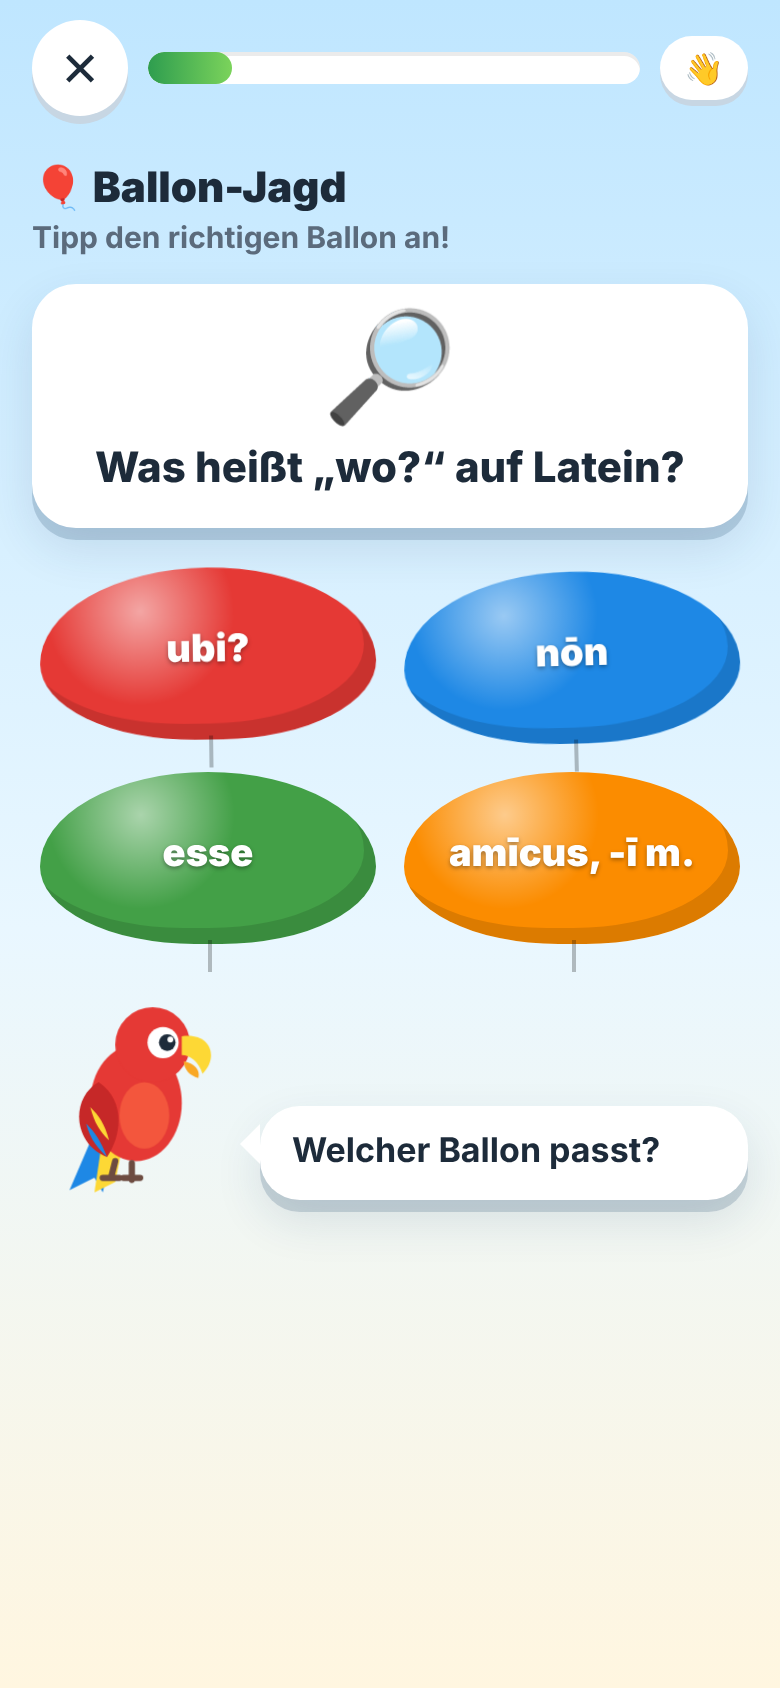 Ballon-Jagd
Tipp den richtigen Ballon an!
Was heißt „wo?“ auf Latein?
ubi?
nōn
esse
amīcus, -ī m.
Welcher Ballon passt?